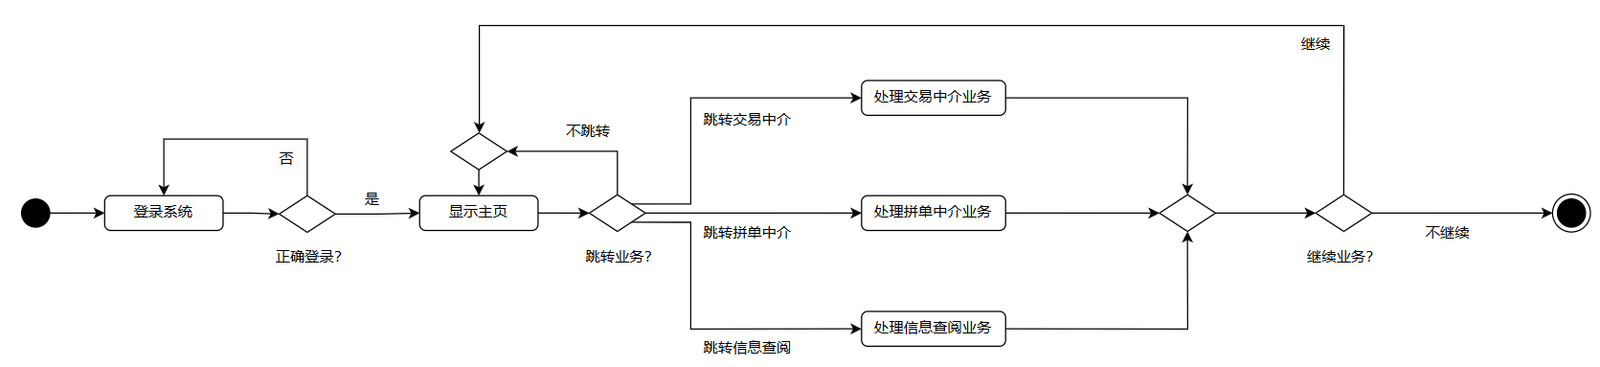 继续
处理交易中介业务
跳转交易中介
不跳转
否
是
登录系统
显示主页
处理拼单中介业务
跳转拼单中介
不继续
正确登录？
跳转业务？
继续业务？
处理信息查阅业务
跳转信息查阅